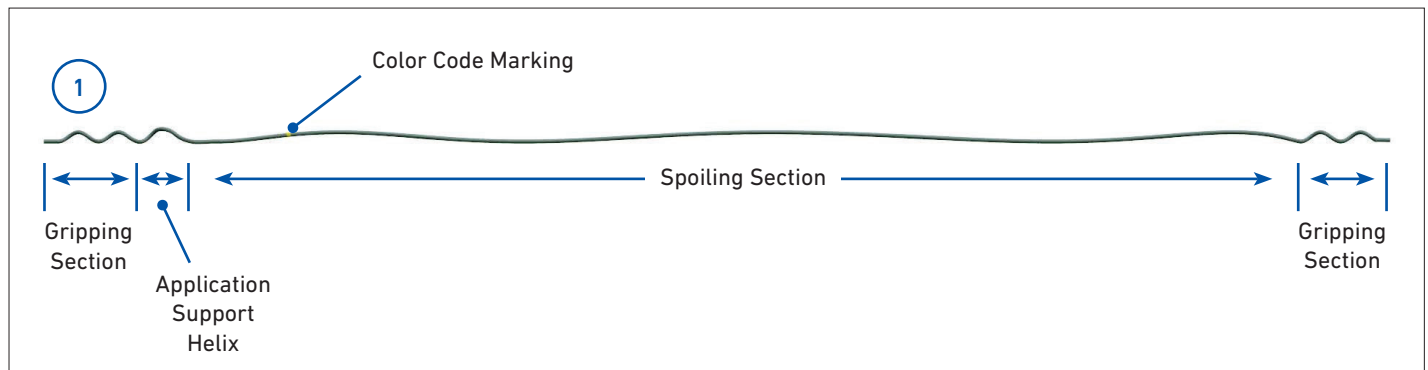 1
Color Code Marking
Spoiling Section
Gripping
Section
Application
Support
Helix
Gripping
Section